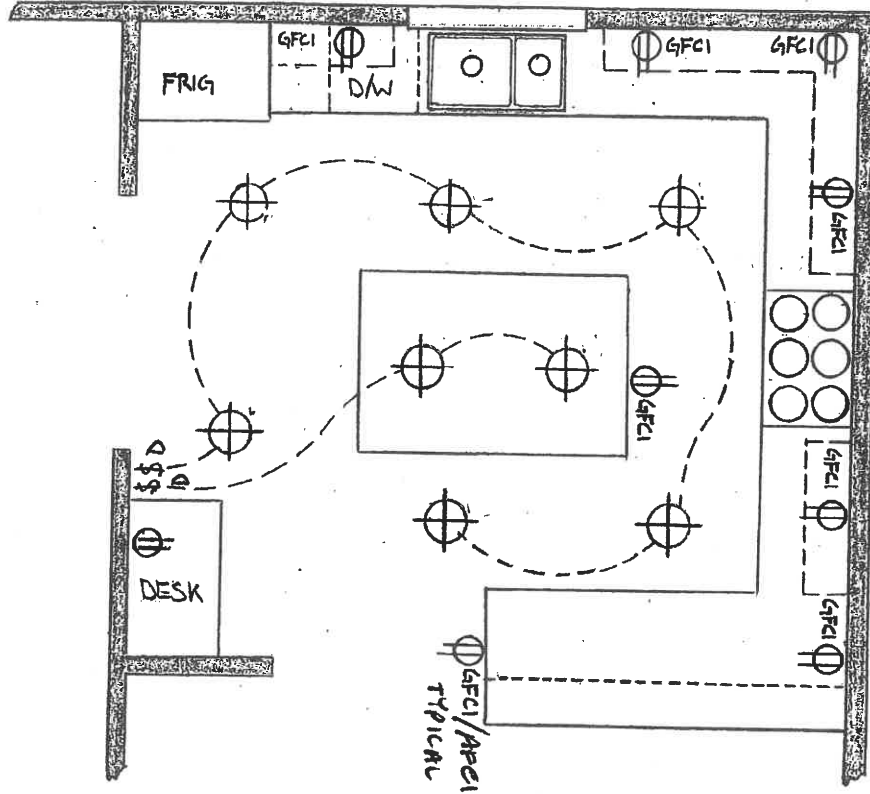 GFCI
FRIG
D/W
GFCI
GFCI
GFCI
GFCI
$$ D
$$ D
GFCI
DESK
GFCI
GFCI/AFCI
TYPICAL